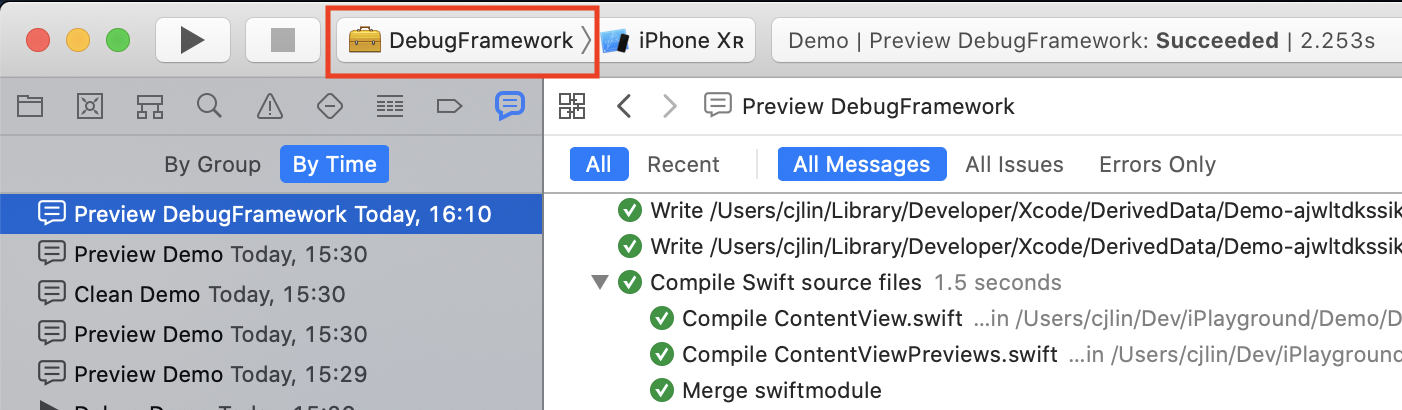 DebugFramework
iPhone Xʀ
Demo | Preview DebugFramework: Succeeded | 2.253s
Preview DebugFramework
By Group By Time
All Recent All Messages All Issues Errors Only
Preview DebugFramework Today, 16:10
Preview Demo Today, 15:30
Clean Demo Today, 15:30
Preview Demo Today, 15:30
Preview Demo Today, 15:29
Write /Users/cjlin/Library/Developer/Xcode/DerivedData/Demo-ajwltdkssik
Write /Users/cjlin/Library/Developer/Xcode/DerivedData/Demo-ajwltdkssik
Compile Swift source files 1.5 seconds
Compile ContentView.swift ...in /Users/cjlin/Dev/iPlayground/Demo/D
Compile ContentViewPreviews.swift ...in /Users/cjlin/Dev/iPlayground
Merge swiftmodule